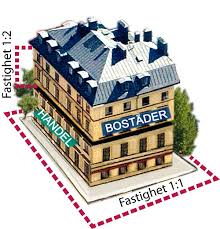 Fastighet 1:2
BOSTÄDER
HANDEL
Fastighet 1:1